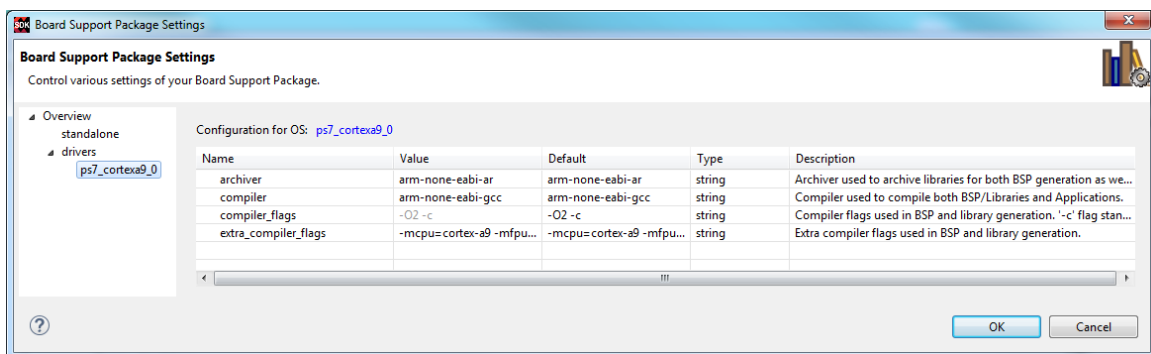 SDK Board Support Package Settings
Board Support Package Settings
Control various settings of your Board Support Package.
Overview
standalone
drivers
ps7_cortexa9_0
Configuration for OS: ps7_cortexa9_0
Name Value Default Type Description
archiver arm-none-eabi-ar arm-none-eabi-ar string Archiver used to archive libraries for both BSP generation as we...
compiler arm-none-eabi-gcc arm-none-eabi-gcc string Compiler used to compile both BSP/Libraries and Applications.
compiler_flags -O2 -c -O2 -c string Compiler flags used in BSP and library generation. '-c' flag stan...
extra_compiler_flags -mcpu=cortex-a9 -mfpu... -mcpu=cortex-a9 -mfpu... string Extra compiler flags used in BSP and library generation.
? OK Cancel